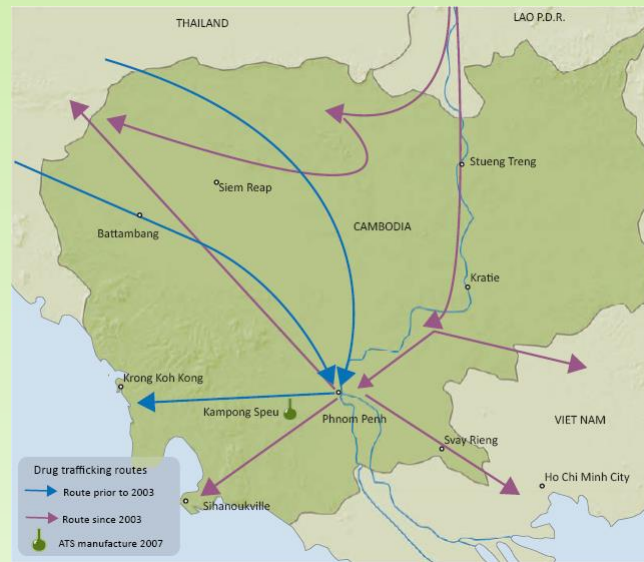 THAILAND
LAO P.D.R.
Stueng Treng
Siem Reap
Battambang
CAMBODIA
Kratie
Krong Koh Kong
Kampong Speu
Phnom Penh
VIET NAM
Svay Rieng
Ho Chi Minh City
Sihanoukville
Drug trafficking routes
Route prior to 2003
Route since 2003
ATS manufacture 2007